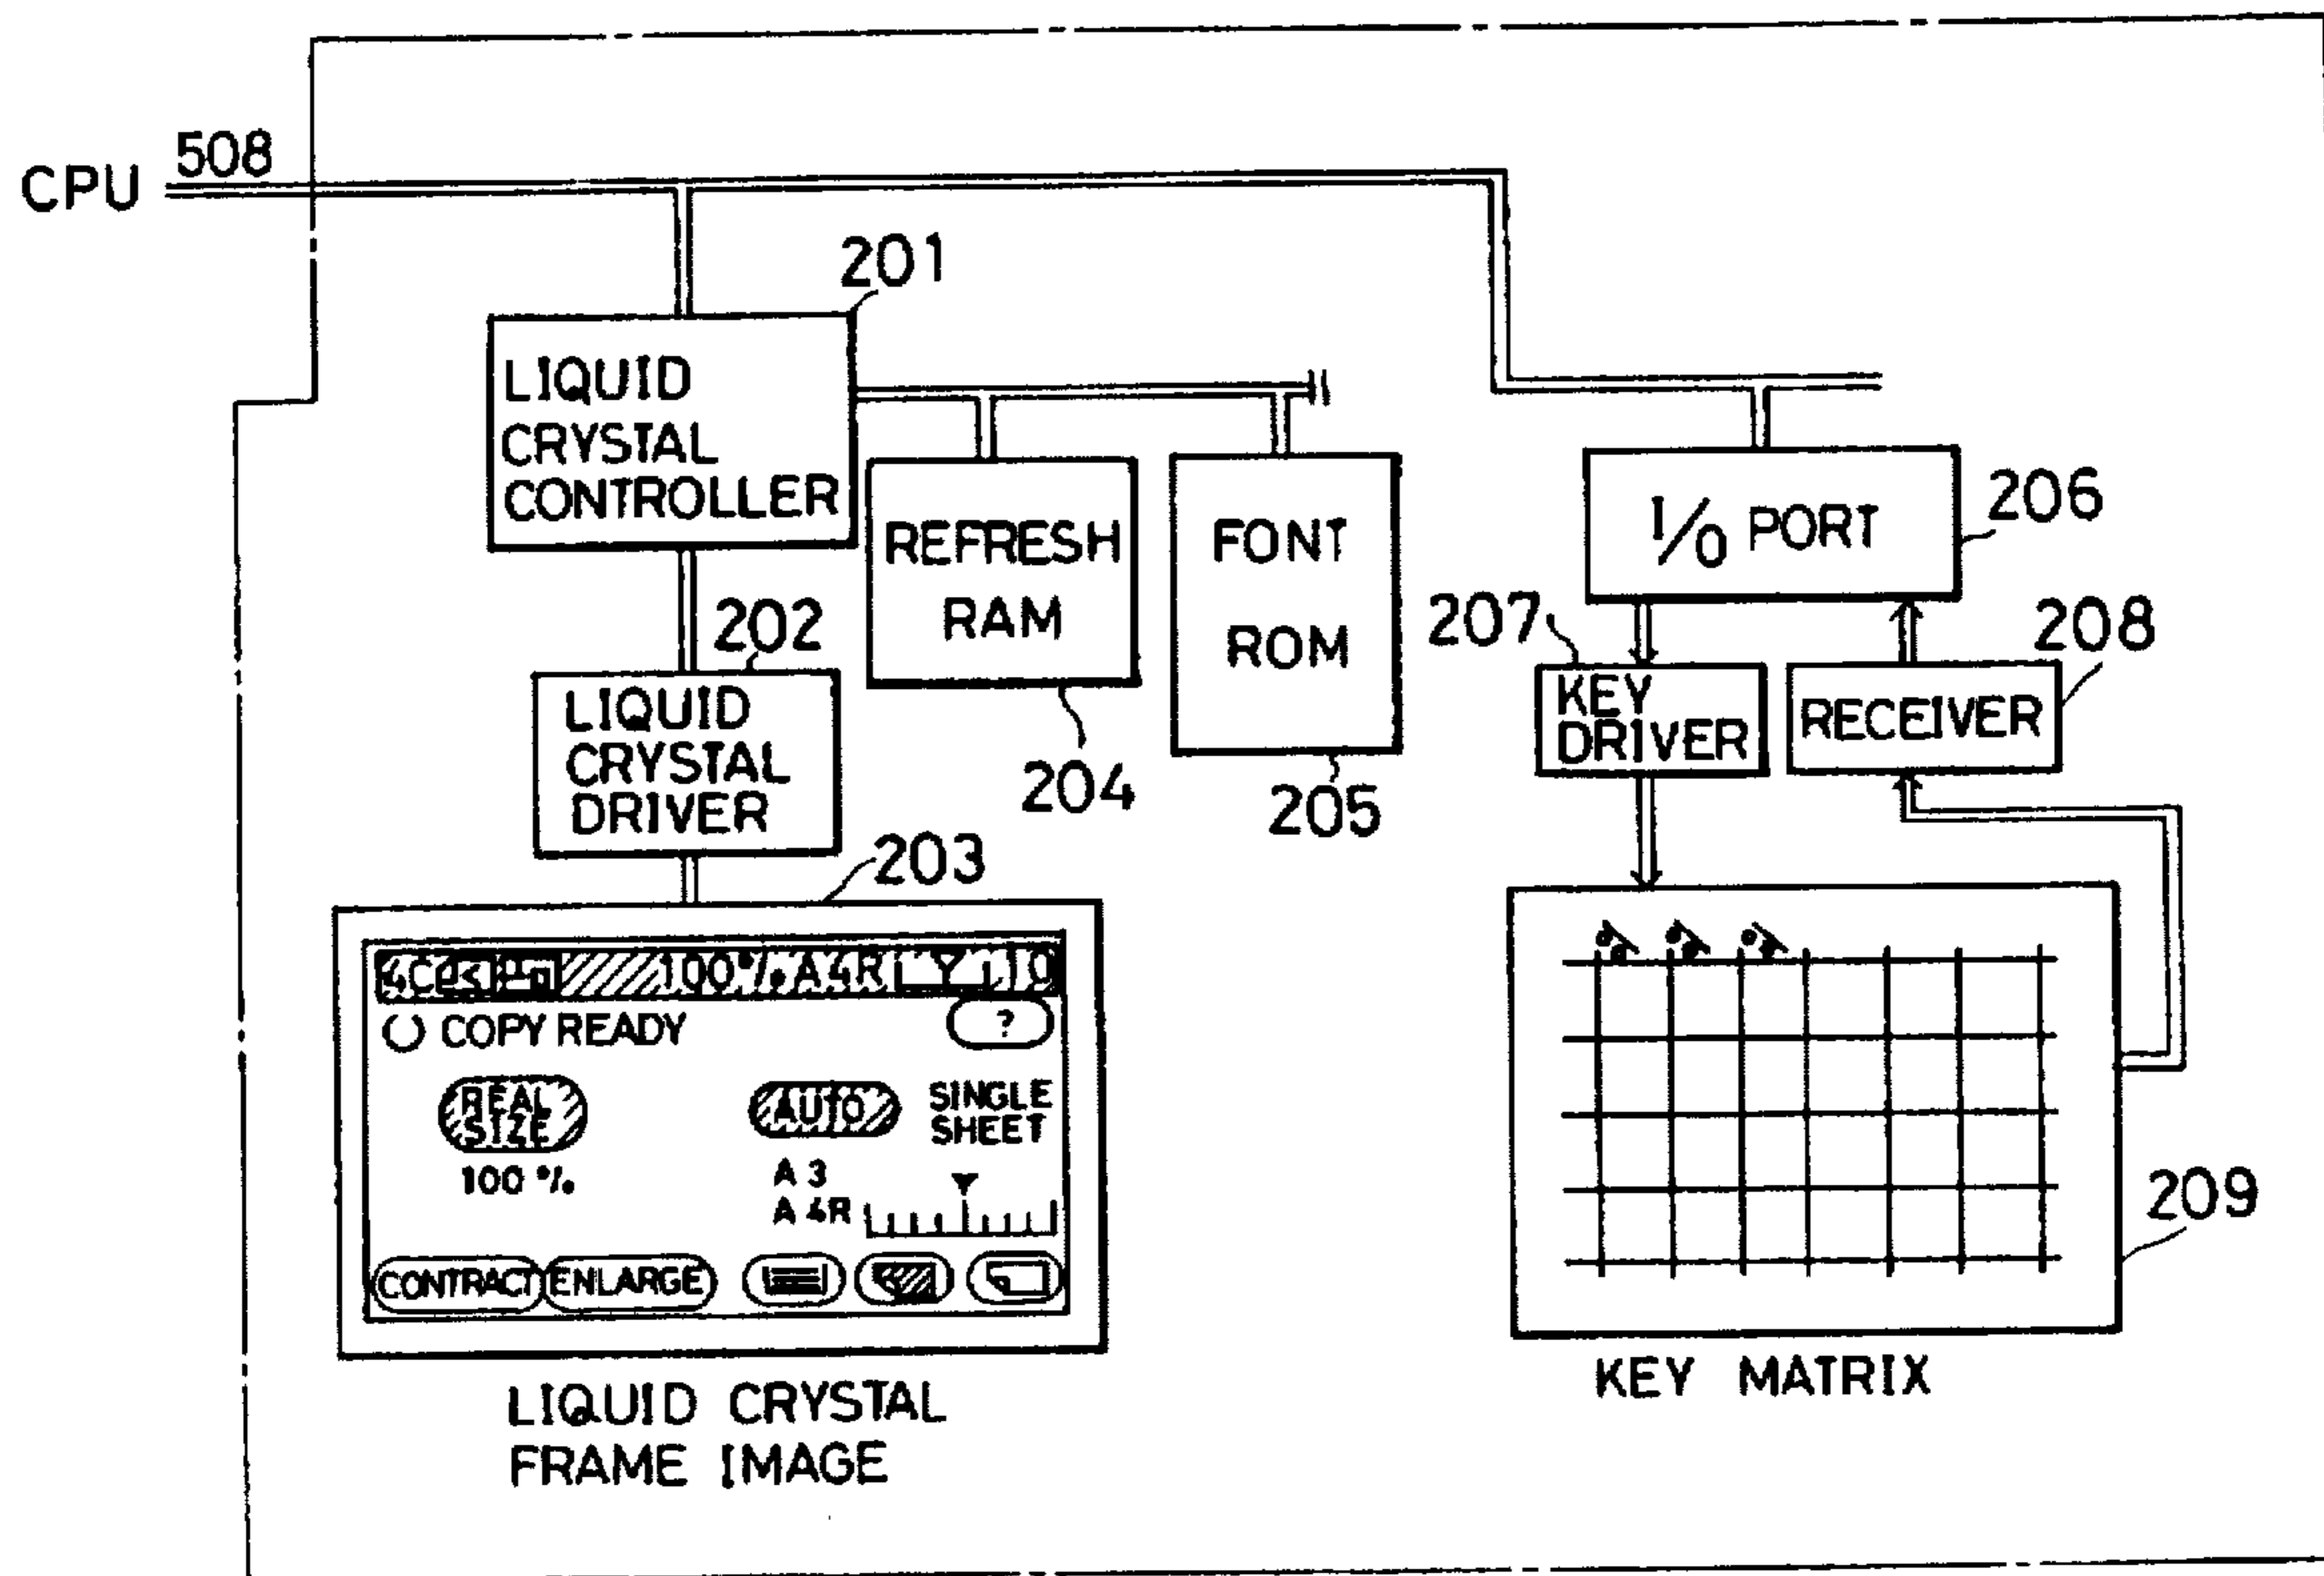 CPU 508
201
LIQUID
CRYSTAL
CONTROLLER
REFRESH
RAM
204
FONT
ROM
205
I/O PORT
206
202
LIQUID
CRYSTAL
DRIVER
207
KEY
DRIVER
208
RECEIVER
203
4C
100% A4R
10
COPY READY
?
REAL
SIZE
100 %
AUTO
SINGLE
SHEET
A 3
A 4R
CONTRACT
ENLARGE
LIQUID CRYSTAL
FRAME IMAGE
209
KEY MATRIX